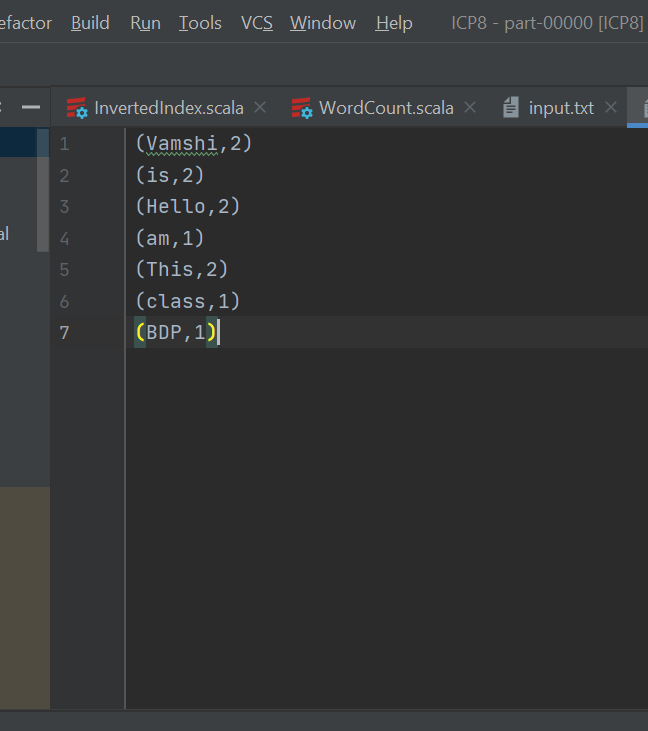 efactor Build Run Tools VCS Window Help ICP8 - part-00000 [ICP8]
InvertedIndex.scala WordCount.scala input.txt
1 (Vamshi,2)
2 (is,2)
al
3 (Hello,2)
4 (am,1)
5 (This,2)
6 (class,1)
7 (BDP,1)